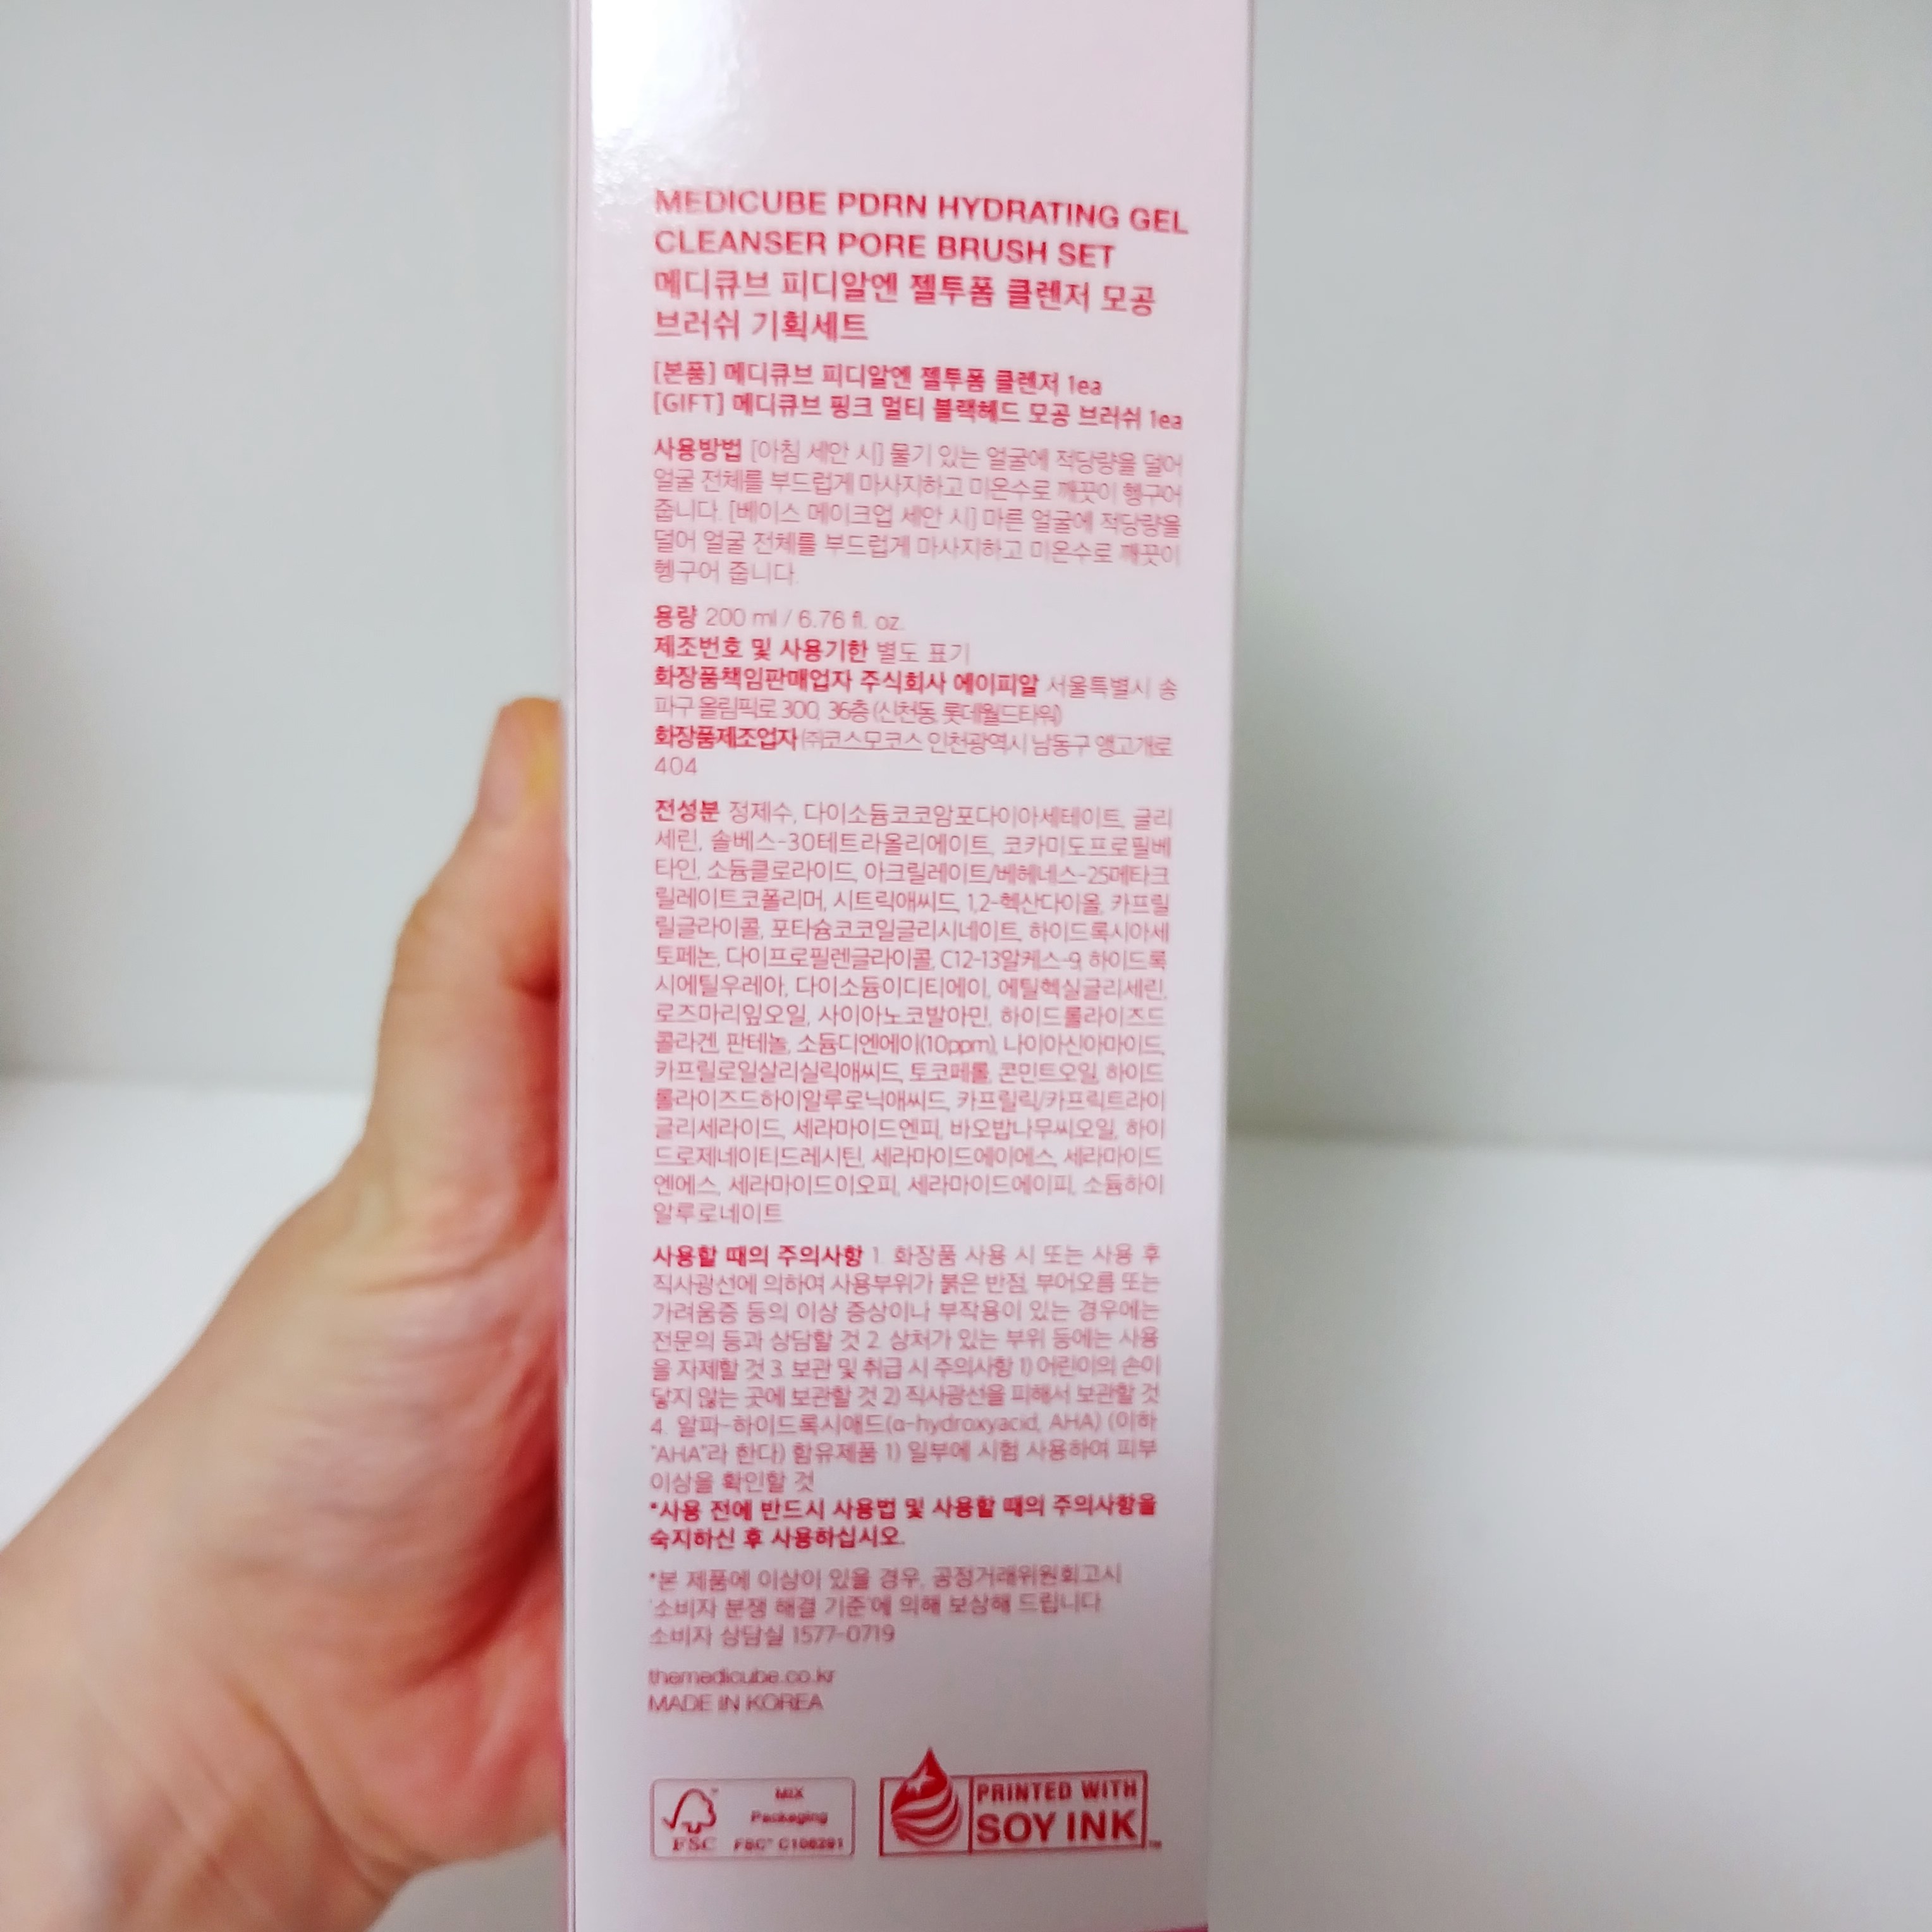 MEDICUBE PDRN HYDRATING GEL
CLEANSER PORE BRUSH SET
메디큐브 피디알엔 젤투폼 클렌저 모공
브러쉬 기획세트
[본품] 메디큐브 피디알엔 젤투폼 클렌저 1ea
[GIFT] 메디큐브 핑크 멀티 블랙헤드 모공 브러쉬 1ea
사용방법 [아침 세안 시] 물기 있는 얼굴에 적당량을 덜어
얼굴 전체를 부드럽게 마사지하고 미온수로 깨끗이 헹구어
줍니다. [베이스 메이크업 세안 시] 마른 얼굴에 적당량을
덜어 얼굴 전체를 부드럽게 마사지하고 미온수로 깨끗이
헹구어 줍니다.
용량 200 ml / 6.76 fl. oz.
제조번호 및 사용기한 별도 표기
화장품책임판매업자 주식회사 에이피알 서울특별시 송
파구 올림픽로 300, 36층 (신천동, 롯데월드타워)
화장품제조업자 ㈜코스모코스 인천광역시 남동구 앵고개로
404
전성분 정제수, 다이소듐코코암포다이아세테이트, 글리
세린, 솔베스-30테트라올리에이트, 코카미도프로필베
타인, 소듐클로라이드, 아크릴레이트/베헤네스-25메타크
릴레이트코폴리머, 시트릭애씨드, 1,2-헥산다이올, 카프릴
릴글라이콜, 포타슘코코일글리시네이트, 하이드록시아세
토페논, 다이프로필렌글라이콜, C12-13알케스-9, 하이드록
시에틸우레아, 다이소듐이디티에이, 에틸헥실글리세린,
로즈마리잎오일, 사이아노코발아민, 하이드롤라이즈드
콜라겐, 판테놀, 소듐디엔에이(10ppm), 나이아신아마이드,
카프릴로일살리실릭애씨드, 토코페롤, 콘민트오일, 하이드
롤라이즈드하이알루로닉애씨드, 카프릴릭/카프릭트라이
글리세라이드, 세라마이드엔피, 바오밥나무씨오일, 하이
드로제네이티드레시틴, 세라마이드에이에스, 세라마이드
엔에스, 세라마이드이오피, 세라마이드에이피, 소듐하이
알루로네이트
사용할 때의 주의사항 1. 화장품 사용 시 또는 사용 후
직사광선에 의하여 사용부위가 붉은 반점, 부어오름 또는
가려움증 등의 이상 증상이나 부작용이 있는 경우에는
전문의 등과 상담할 것 2. 상처가 있는 부위 등에는 사용
을 자제할 것 3. 보관 및 취급 시 주의사항 1) 어린이의 손이
닿지 않는 곳에 보관할 것 2) 직사광선을 피해서 보관할 것
4. 알파-하이드록시애드(α-hydroxyacid, AHA) (이하
"AHA"라 한다) 함유제품 1) 일부에 시험 사용하여 피부
이상을 확인할 것
*사용 전에 반드시 사용법 및 사용할 때의 주의사항을
숙지하신 후 사용하십시오.
*본 제품에 이상이 있을 경우, 공정거래위원회고시
'소비자 분쟁 해결 기준'에 의해 보상해 드립니다.
소비자 상담실 1577-0719
themedicube.co.kr
MADE IN KOREA
MIX
Packaging
FSC FSC® C106291
PRINTED WITH
SOY INK™